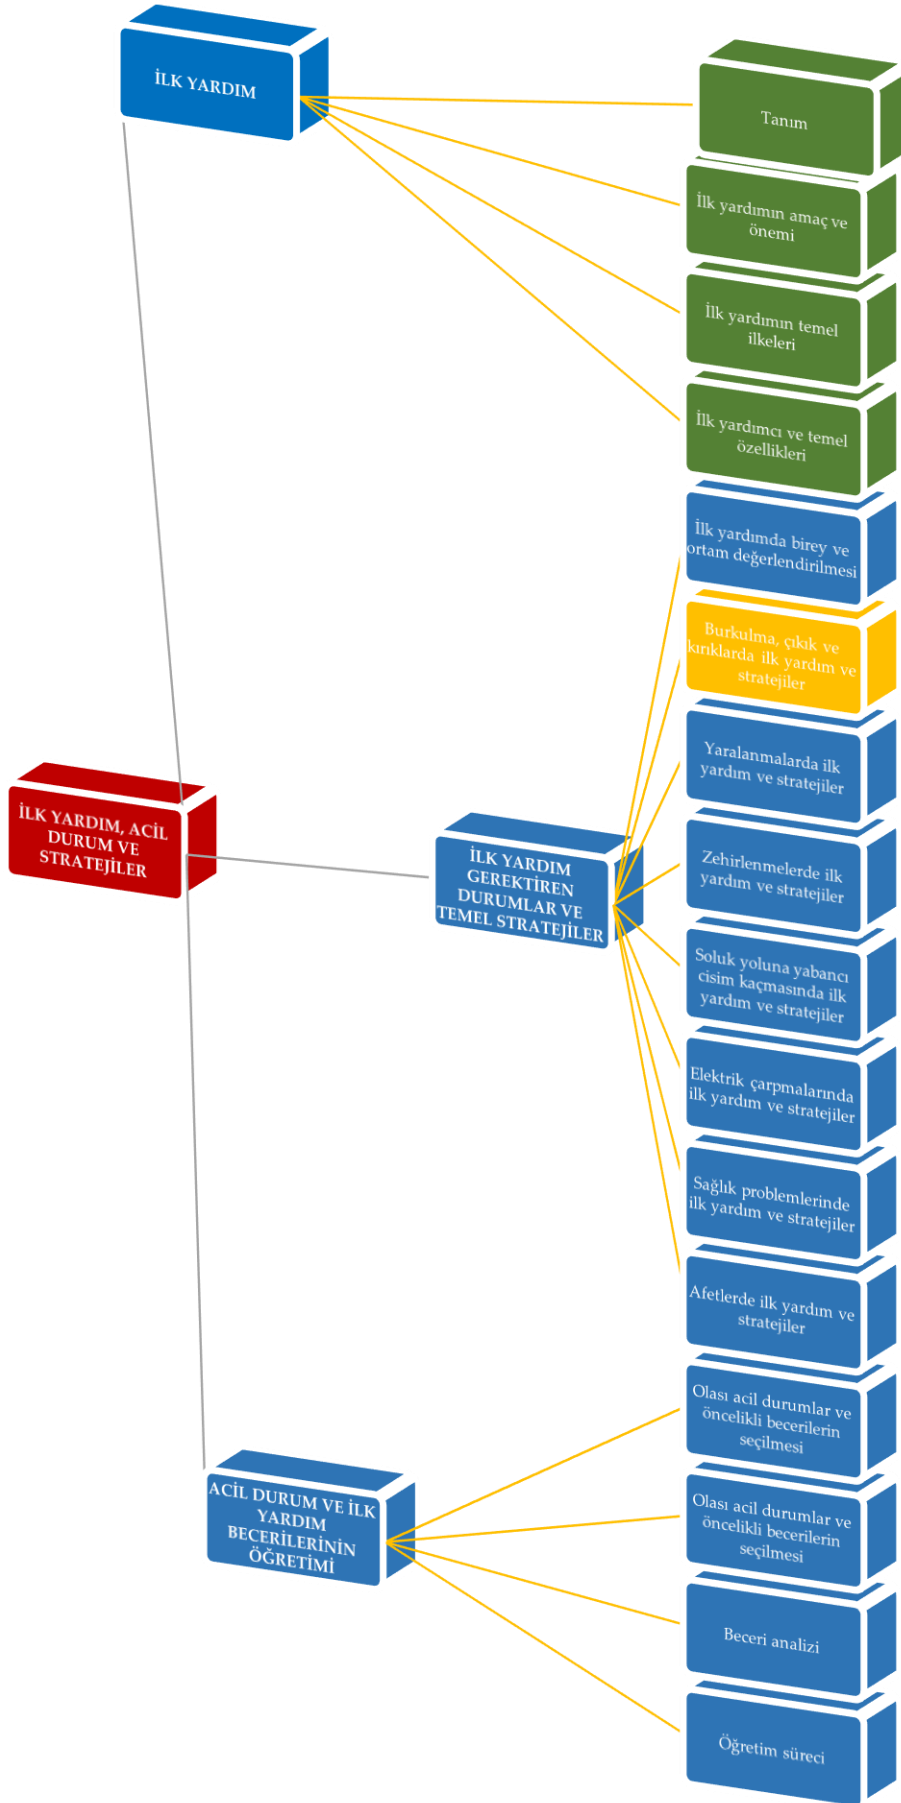 İLK YARDIM
Tanım
İlk yardımın amaç ve
önemi
İlk yardımın temel
ilkeleri
İlk yardımcı ve temel
özellikleri
İLK YARDIM, ACİL
DURUM VE
STRATEJİLER
İLK YARDIM
GEREKTİREN
DURUMLAR VE
TEMEL STRATEJİLER
İlk yardımda birey ve
ortam değerlendirilmesi
Burkulma, çıkık ve
kırıklarda ilk yardım ve
stratejiler
Yaralanmalarda ilk
yardım ve stratejiler
Zehirlenmelerde ilk
yardım ve stratejiler
Soluk yoluna yabancı
cisim kaçmasında ilk
yardım ve stratejiler
Elektrik çarpmalarında
ilk yardım ve stratejiler
Sağlık problemlerinde
ilk yardım ve stratejiler
Afetlerde ilk yardım ve
stratejiler
ACİL DURUM VE İLK
YARDIM
BECERİLERİNİN
ÖĞRETİMİ
Olası acil durumlar ve
öncelikli becerilerin
seçilmesi
Olası acil durumlar ve
öncelikli becerilerin
seçilmesi
Beceri analizi
Öğretim süreci